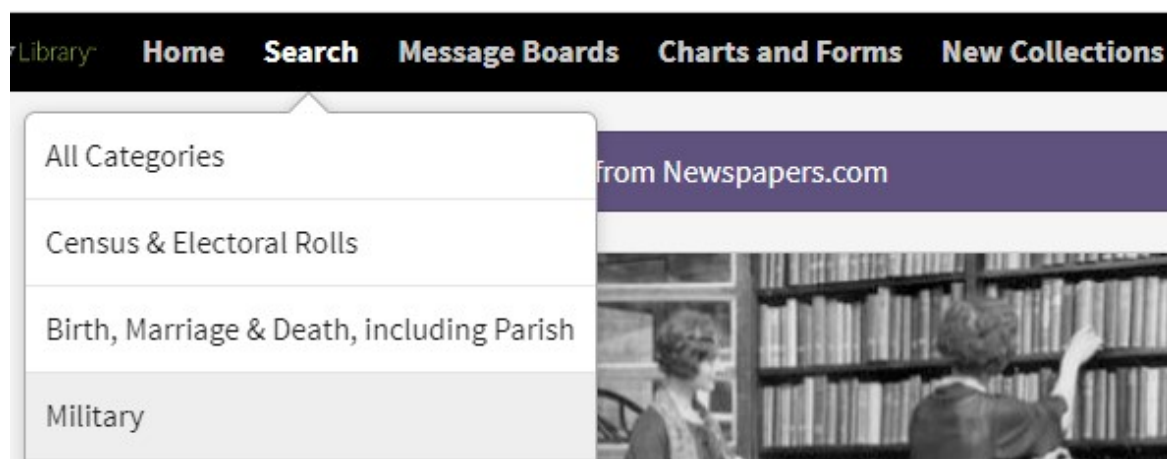 Library Home Search Message Boards Charts and Forms New Collections
All Categories
from Newspapers.com
Census & Electoral Rolls
Birth, Marriage & Death, including Parish
Military